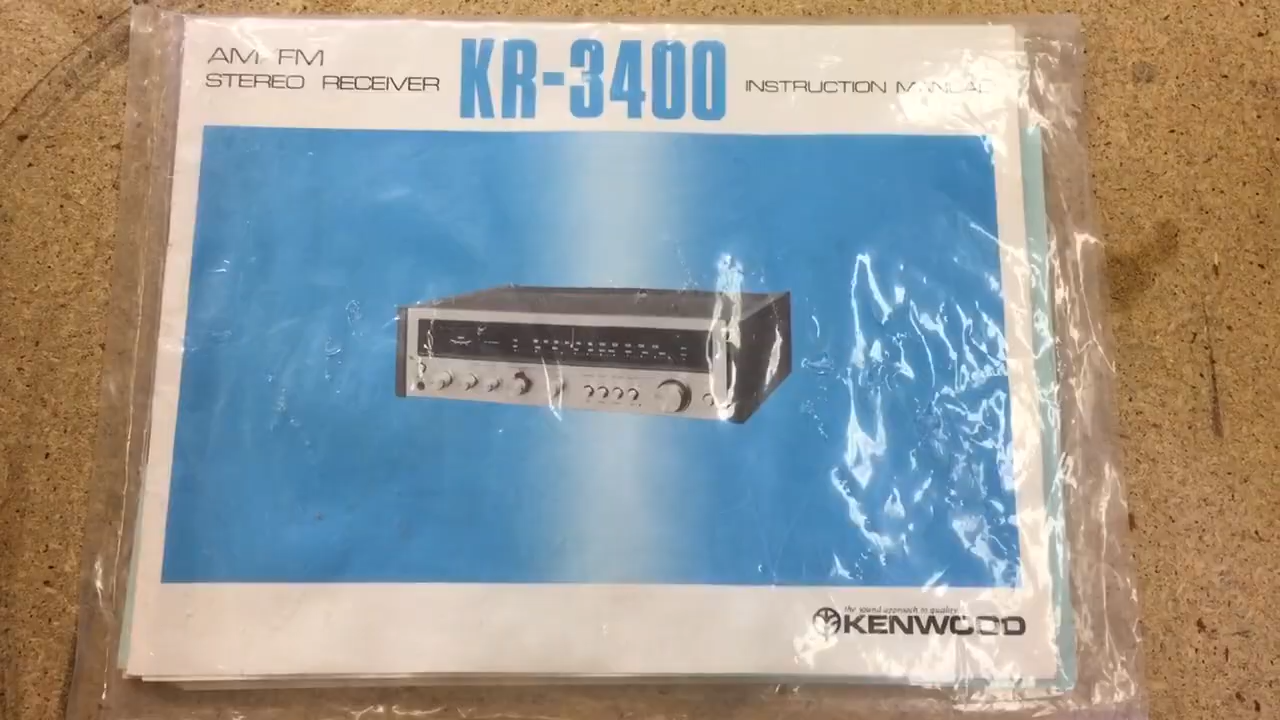 AM FM
STEREO RECEIVER
KR-3400
INSTRUCTION MANUAL
the sound approach to quality
KENWOOD